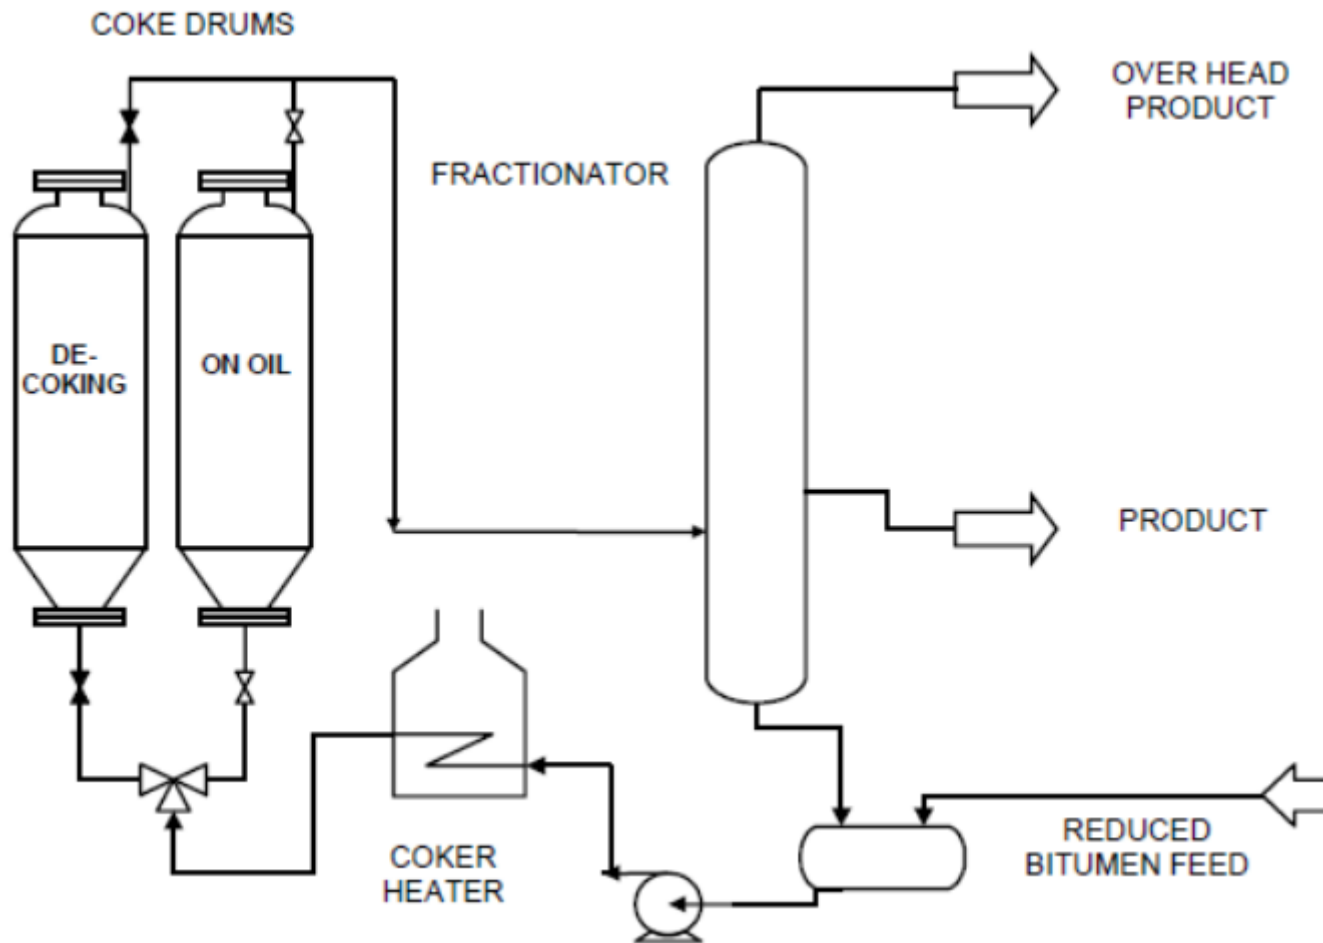 COKE DRUMS
OVER HEAD
PRODUCT
FRACTIONATOR
DE-
COKING
ON OIL
PRODUCT
COKER
HEATER
REDUCED
BITUMEN FEED